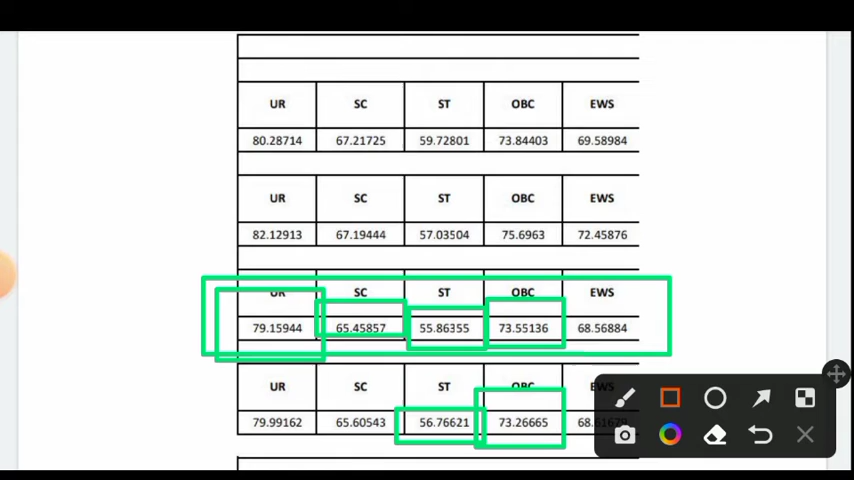 UR SC ST OBC EWS
80.28714 67.21725 59.72801 73.84403 69.58984
UR SC ST OBC EWS
82.12913 67.19444 57.03504 75.6963 72.45876
UR SC ST OBC EWS
79.15944 65.45857 55.86355 73.55136 68.56884
UR SC ST OBC EWS
79.99162 65.60543 56.76621 73.26665